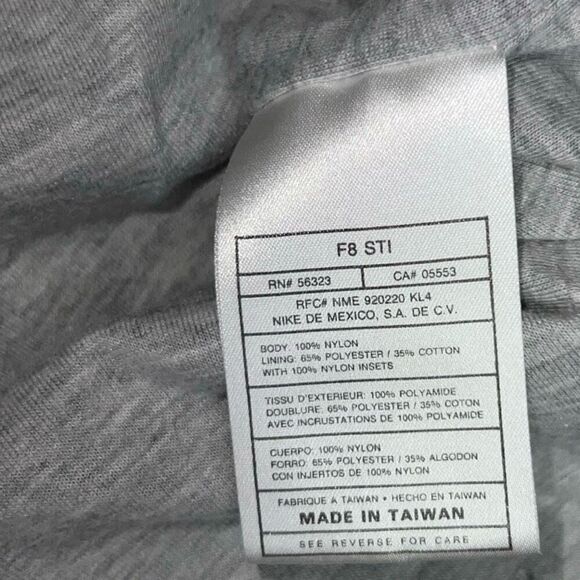 F8 STI
RN# 56323 CA# 05553
RFC# NME 920220 KL4
NIKE DE MEXICO, S.A. DE C.V.
BODY: 100% NYLON
LINING: 65% POLYESTER / 35% COTTON
WITH 100% NYLON INSETS
TISSU D'EXTERIEUR: 100% POLYAMIDE
DOUBLURE: 65% POLYESTER / 35% COTON
AVEC INCRUSTATIONS DE 100% POLYAMIDE
CUERPO: 100% NYLON
FORRO: 65% POLYESTER / 35% ALGODON
CON INJERTOS DE 100% NYLON
FABRIQUE A TAIWAN • HECHO EN TAIWAN
MADE IN TAIWAN
SEE REVERSE FOR CARE